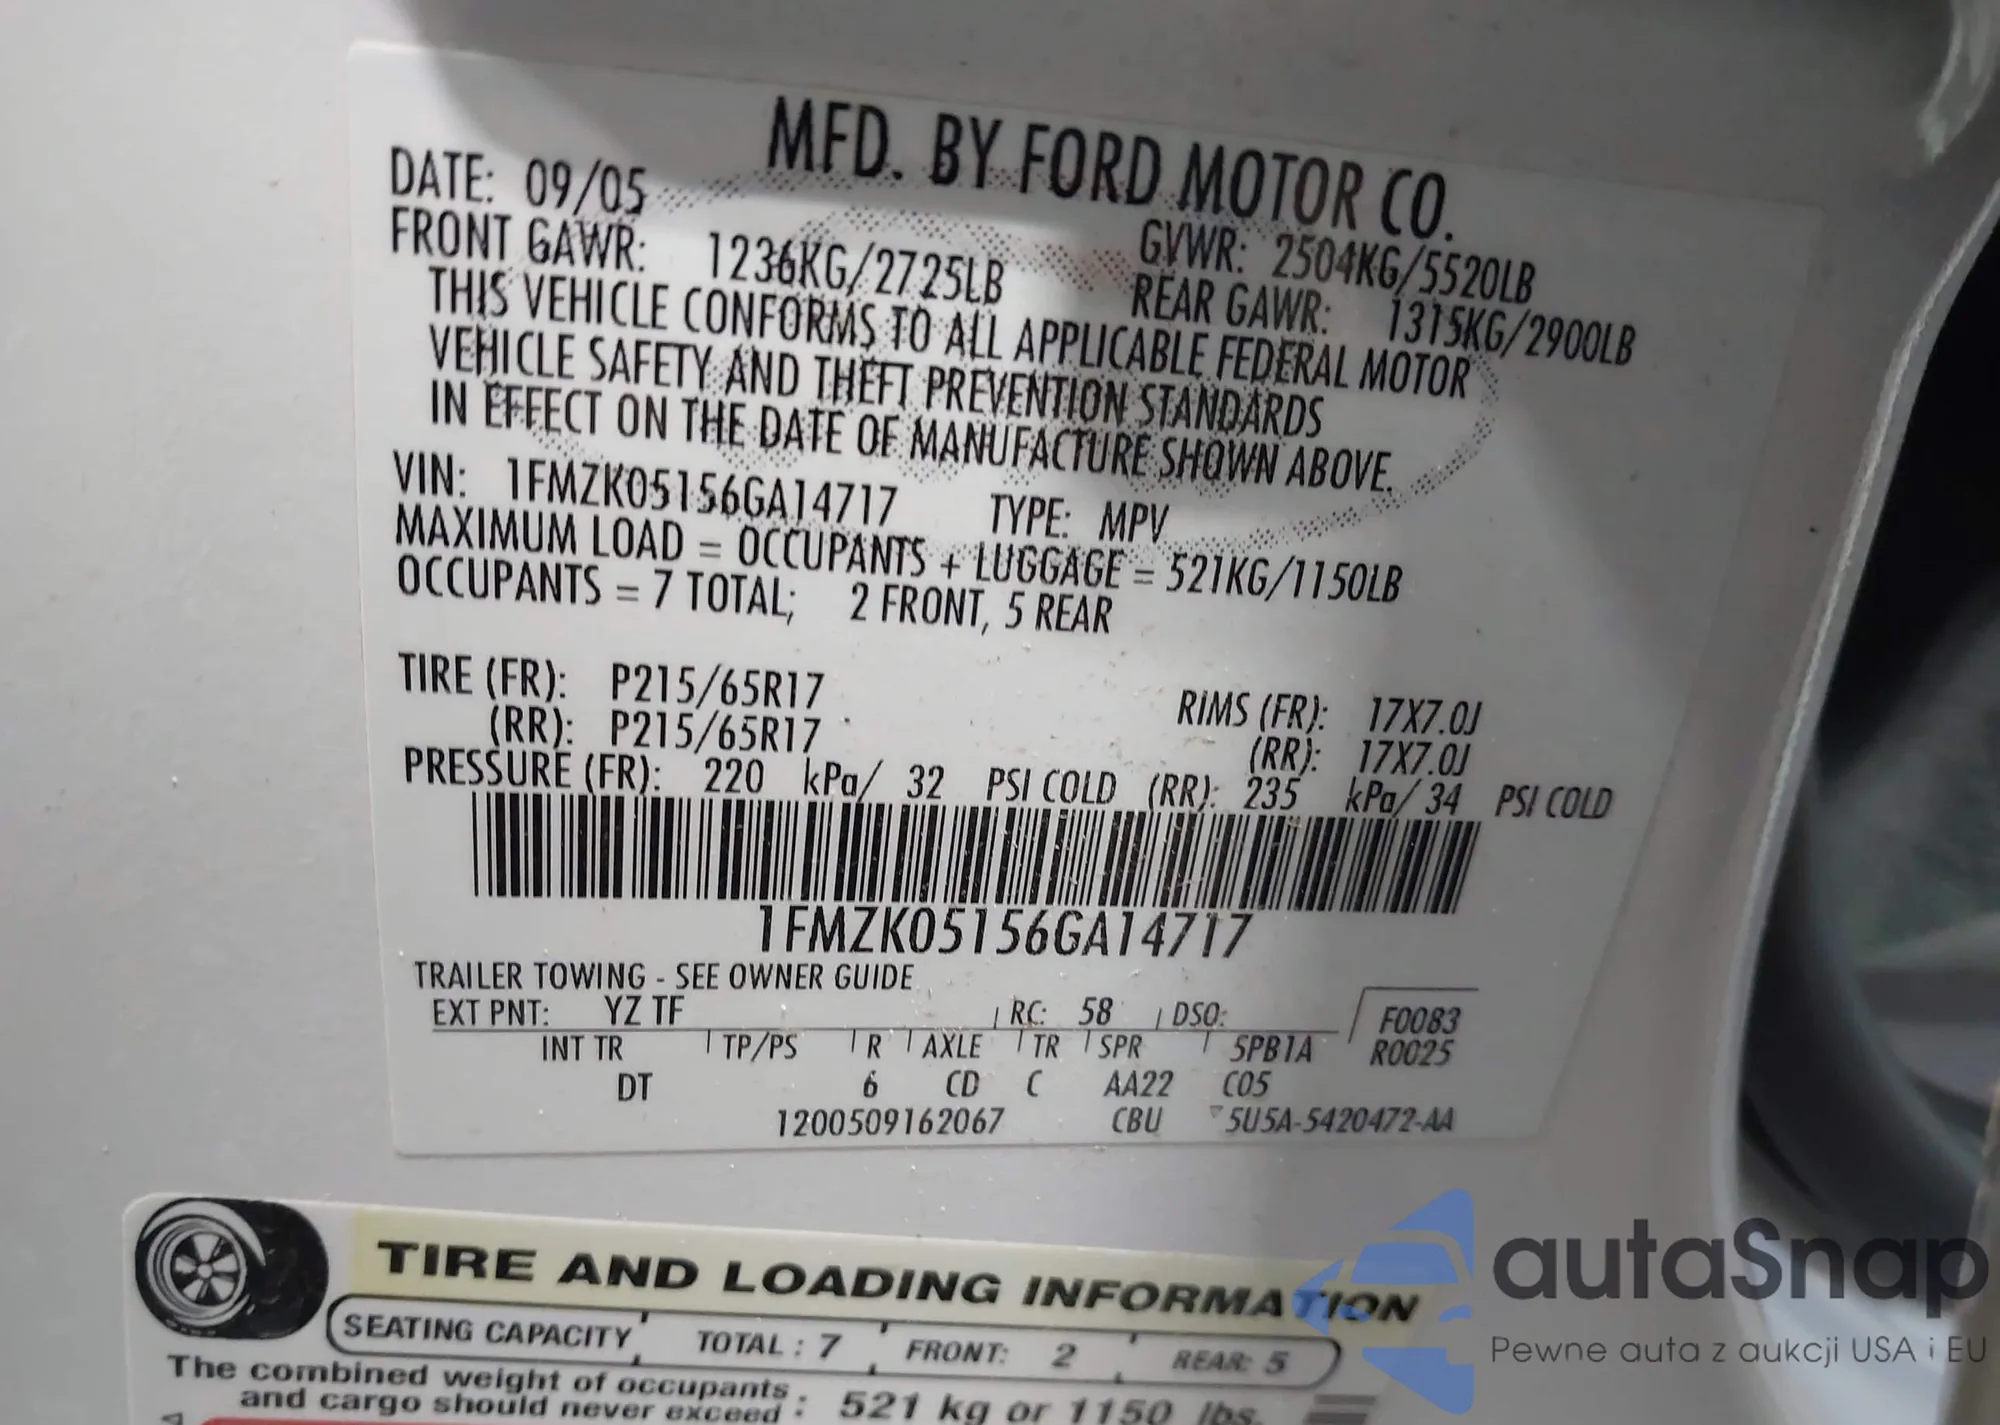 MFD. BY FORD MOTOR CO.
DATE: 09/05
GVWR: 2504KG/5520LB
FRONT GAWR: 1236KG/2725LB
REAR GAWR: 1315KG/2900LB
THIS VEHICLE CONFORMS TO ALL APPLICABLE FEDERAL MOTOR
VEHICLE SAFETY AND THEFT PREVENTION STANDARDS
IN EFFECT ON THE DATE OF MANUFACTURE SHOWN ABOVE.
VIN: 1FMZK05156GA14717 TYPE: MPV
MAXIMUM LOAD = OCCUPANTS + LUGGAGE = 521KG/1150LB
OCCUPANTS = 7 TOTAL; 2 FRONT, 5 REAR
TIRE (FR): P215/65R17 RIMS (FR): 17X7.0J
(RR): P215/65R17 (RR): 17X7.0J
PRESSURE (FR): 220 kPa/ 32 PSI COLD (RR): 235 kPa/ 34 PSI COLD
1FMZK05156GA14717
TRAILER TOWING - SEE OWNER GUIDE
EXT PNT: YZ TF RC: 58 DSO: F0083
INT TR TP/PS R AXLE TR SPR 5PB1A R0025
DT 6 CD C AA22 C05
1200509162067 CBU 5U5A-5420472-AA
TIRE AND LOADING INFORMATION
SEATING CAPACITY TOTAL : 7 FRONT: 2 REAR: 5
The combined weight of occupants
and cargo should never exceed : 521 kg or 1150 lbs.
autaSnap
Pewne auta z aukcji USA i EU